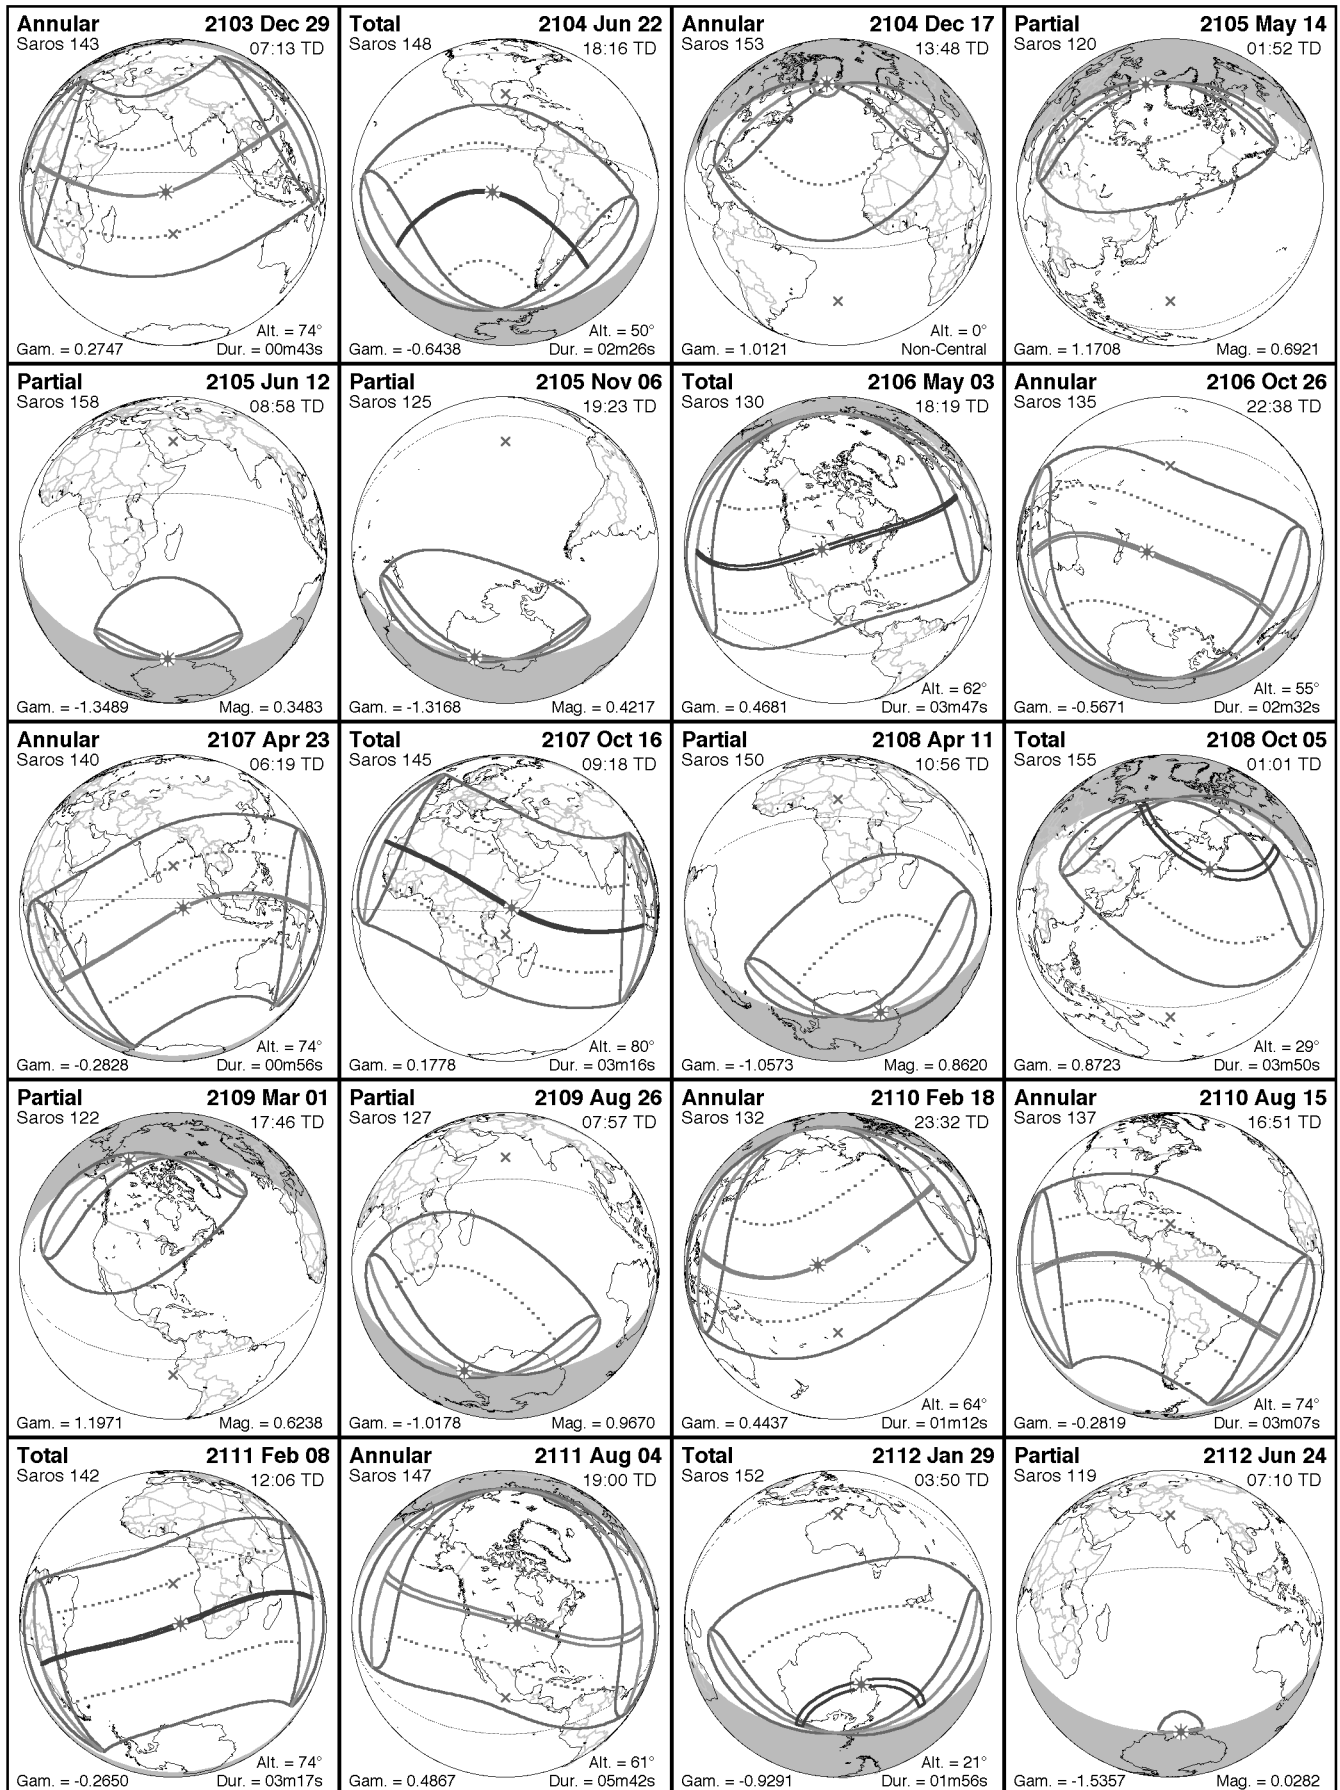 Annular 2103 Dec 29
Saros 143 07:13 TD
Alt. = 74°
Gam. = 0.2747 Dur. = 00m43s
Total 2104 Jun 22
Saros 148 18:16 TD
Alt. = 50°
Gam. = -0.6438 Dur. = 02m26s
Annular 2104 Dec 17
Saros 153 13:48 TD
Alt. = 0°
Gam. = 1.0121 Non-Central
Partial 2105 May 14
Saros 120 01:52 TD
Gam. = 1.1708 Mag. = 0.6921
Partial 2105 Jun 12
Saros 158 08:58 TD
Gam. = -1.3489 Mag. = 0.3483
Partial 2105 Nov 06
Saros 125 19:23 TD
Gam. = -1.3168 Mag. = 0.4217
Total 2106 May 03
Saros 130 18:19 TD
Alt. = 62°
Gam. = 0.4681 Dur. = 03m47s
Annular 2106 Oct 26
Saros 135 22:38 TD
Alt. = 55°
Gam. = -0.5671 Dur. = 02m32s
Annular 2107 Apr 23
Saros 140 06:19 TD
Alt. = 74°
Gam. = -0.2828 Dur. = 00m56s
Total 2107 Oct 16
Saros 145 09:18 TD
Alt. = 80°
Gam. = 0.1778 Dur. = 03m16s
Partial 2108 Apr 11
Saros 150 10:56 TD
Gam. = -1.0573 Mag. = 0.8620
Total 2108 Oct 05
Saros 155 01:01 TD
Alt. = 29°
Gam. = 0.8723 Dur. = 03m50s
Partial 2109 Mar 01
Saros 122 17:46 TD
Gam. = 1.1971 Mag. = 0.6238
Partial 2109 Aug 26
Saros 127 07:57 TD
Gam. = -1.0178 Mag. = 0.9670
Annular 2110 Feb 18
Saros 132 23:32 TD
Alt. = 64°
Gam. = 0.4437 Dur. = 01m12s
Annular 2110 Aug 15
Saros 137 16:51 TD
Alt. = 74°
Gam. = -0.2819 Dur. = 03m07s
Total 2111 Feb 08
Saros 142 12:06 TD
Alt. = 74°
Gam. = -0.2650 Dur. = 03m17s
Annular 2111 Aug 04
Saros 147 19:00 TD
Alt. = 61°
Gam. = 0.4867 Dur. = 05m42s
Total 2112 Jan 29
Saros 152 03:50 TD
Alt. = 21°
Gam. = -0.9291 Dur. = 01m56s
Partial 2112 Jun 24
Saros 119 07:10 TD
Gam. = -1.5357 Mag. = 0.0282